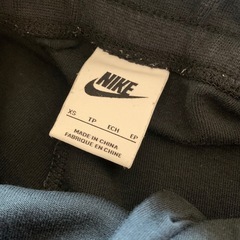 NIKE
XS TP ECH EP
MADE IN CHINA
FABRIQUÉ EN CHINE